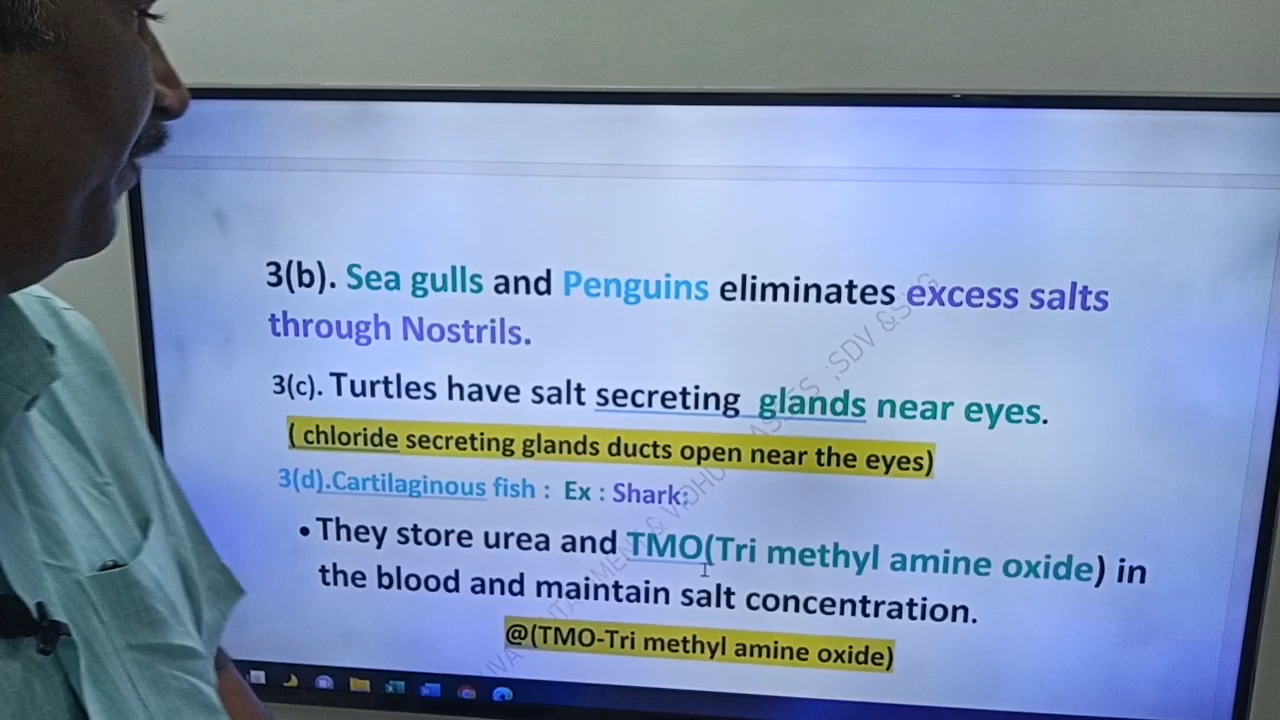 3(b). Sea gulls and Penguins eliminates excess salts
through Nostrils.
3(c). Turtles have salt secreting glands near eyes.
( chloride secreting glands ducts open near the eyes)
3(d).Cartilaginous fish : Ex : Shark:
• They store urea and TMO(Tri methyl amine oxide) in
the blood and maintain salt concentration.
@(TMO-Tri methyl amine oxide)